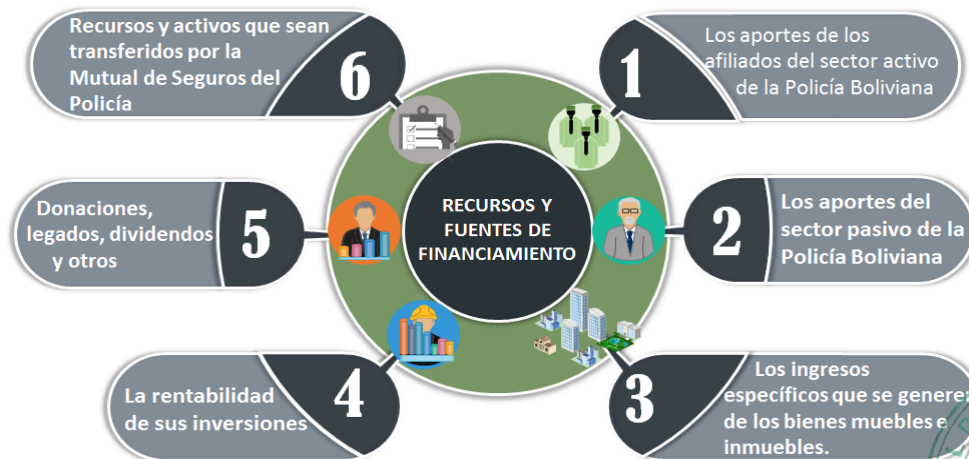 RECURSOS Y
FUENTES DE
FINANCIAMIENTO
1
Los aportes de los
afiliados del sector activo
de la Policía Boliviana
2
Los aportes del
sector pasivo de la
Policía Boliviana
3
Los ingresos
específicos que se generen
de los bienes muebles e
inmuebles.
4
La rentabilidad
de sus inversiones
5
Donaciones,
legados, dividendos
y otros
6
Recursos y activos que sean
transferidos por la
Mutual de Seguros del
Policía